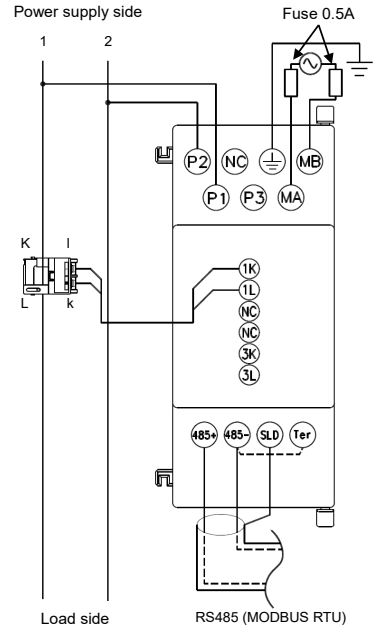 Power supply side
Fuse 0.5A
1 2
P2 NC MB
P1 P3 MA
K l
L k
1K
1L
NC
NC
3K
3L
485+ 485- SLD Ter
Load side
RS485 (MODBUS RTU)